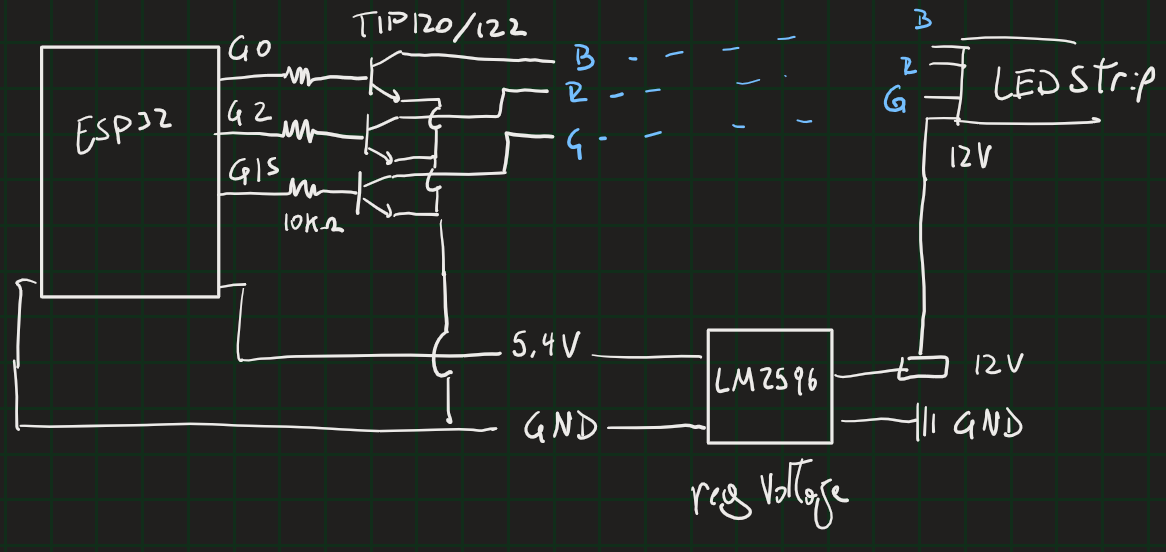 TIP120/122
B
G0
B
R
R
LED Strip
G2
G
ESP32
G
12V
G15
10KΩ
5,4V
LM2596
12V
GND
GND
reg Voltage